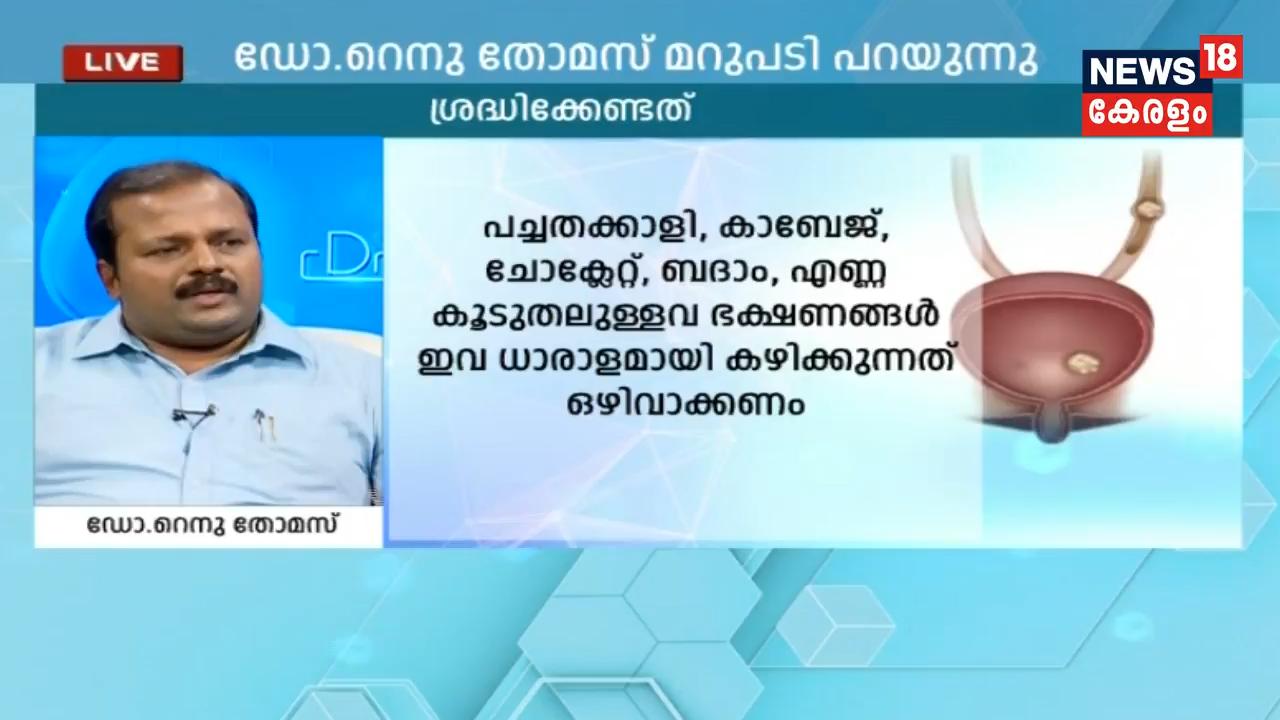 LIVE
ഡോ.റെനു തോമസ് മറുപടി പറയുന്നു
NEWS 18
കേരളം
ശ്രദ്ധിക്കേണ്ടത്
Dr
പച്ചതക്കാളി, കാബേജ്,
ചോക്ലേറ്റ്, ബദാം, എണ്ണ
കൂടുതലുള്ളവ ഭക്ഷണങ്ങൾ
ഇവ ധാരാളമായി കഴിക്കുന്നത്
ഒഴിവാക്കണം
ഡോ.റെനു തോമസ്